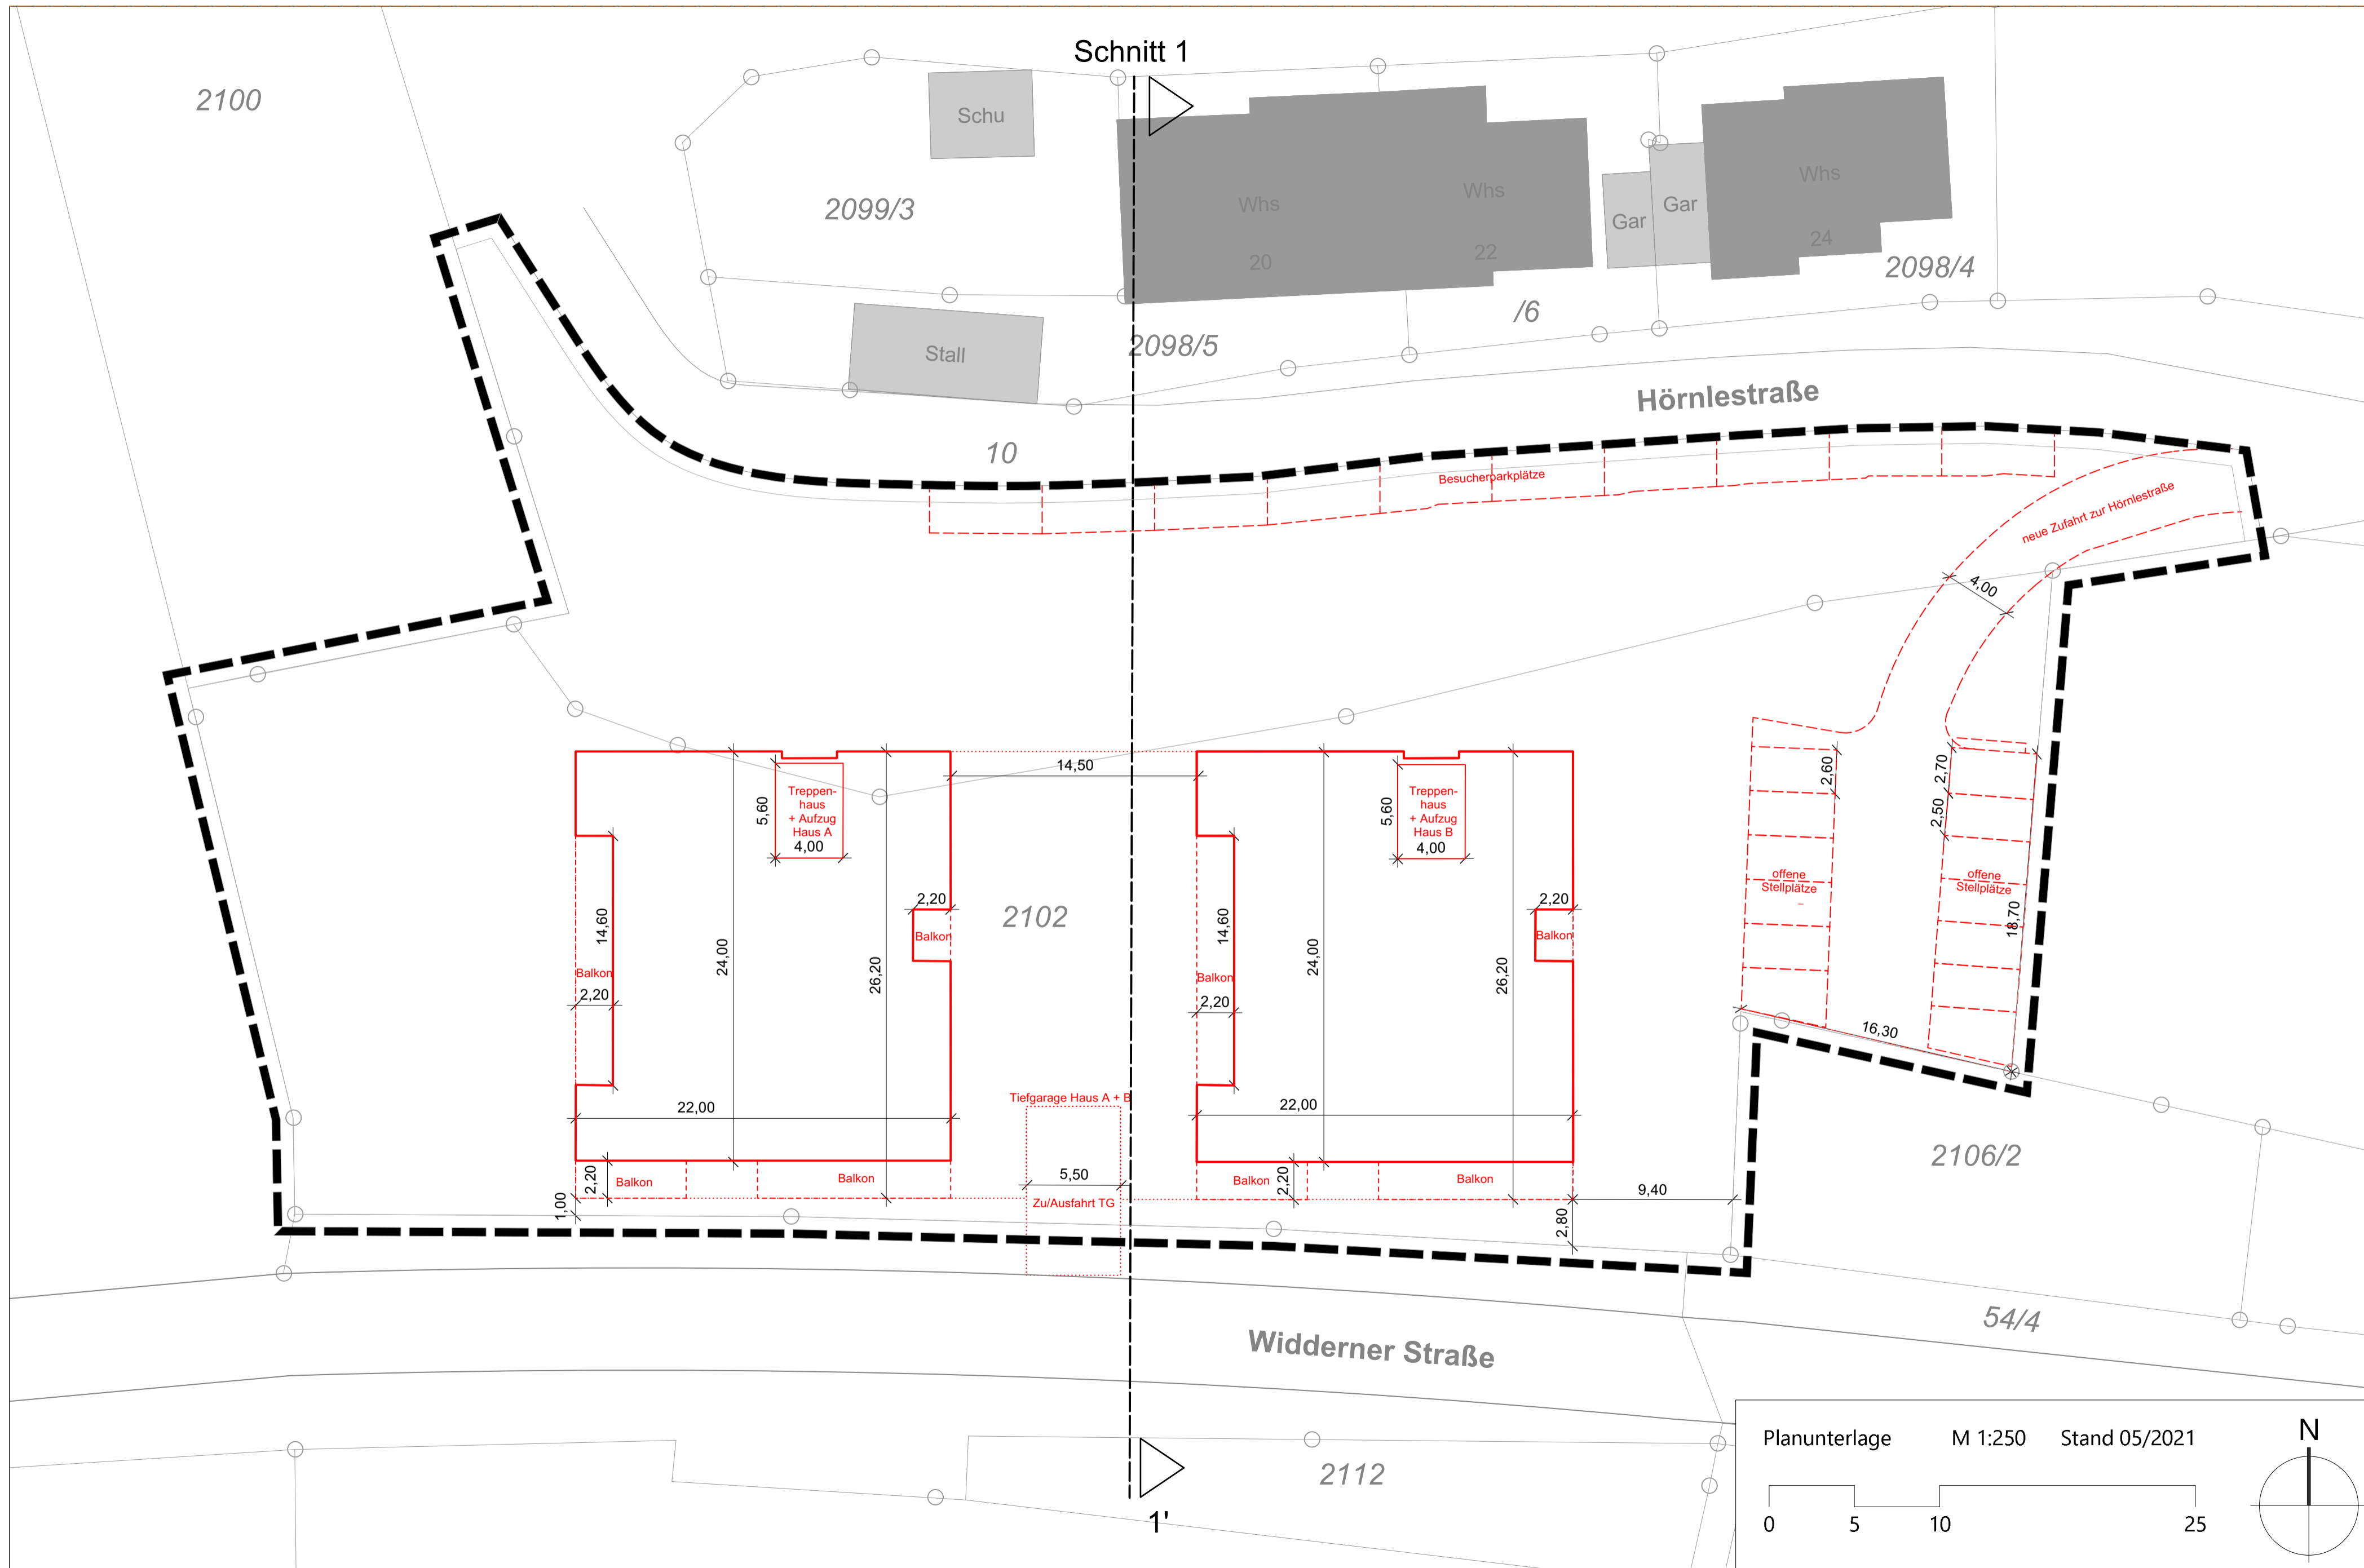 Schnitt 1
2100
Schu
2099/3
Whs
Whs
Whs
Gar
Gar
20
22
24
2098/4
/6
Stall
2098/5
Hörnlestraße
10
Besucherparkplätze
neue Zufahrt zur Hörnlestraße
4,00
14,50
5,60
Treppen-
haus
+ Aufzug
Haus A
4,00
5,60
Treppen-
haus
+ Aufzug
Haus B
4,00
2,60
2,70
2,50
offene
Stellplätze
offene
Stellplätze
18,70
14,60
24,00
26,20
2,20
Balkon
2102
14,60
24,00
26,20
2,20
Balkon
Balkon
2,20
Balkon
2,20
16,30
22,00
Tiefgarage Haus A + B
22,00
2,20
Balkon
Balkon
5,50
Zu/Ausfahrt TG
Balkon
2,20
Balkon
9,40
1,00
2,80
2106/2
54/4
Widderner Straße
2112
1'
Planunterlage M 1:250 Stand 05/2021
N
0 5 10 25